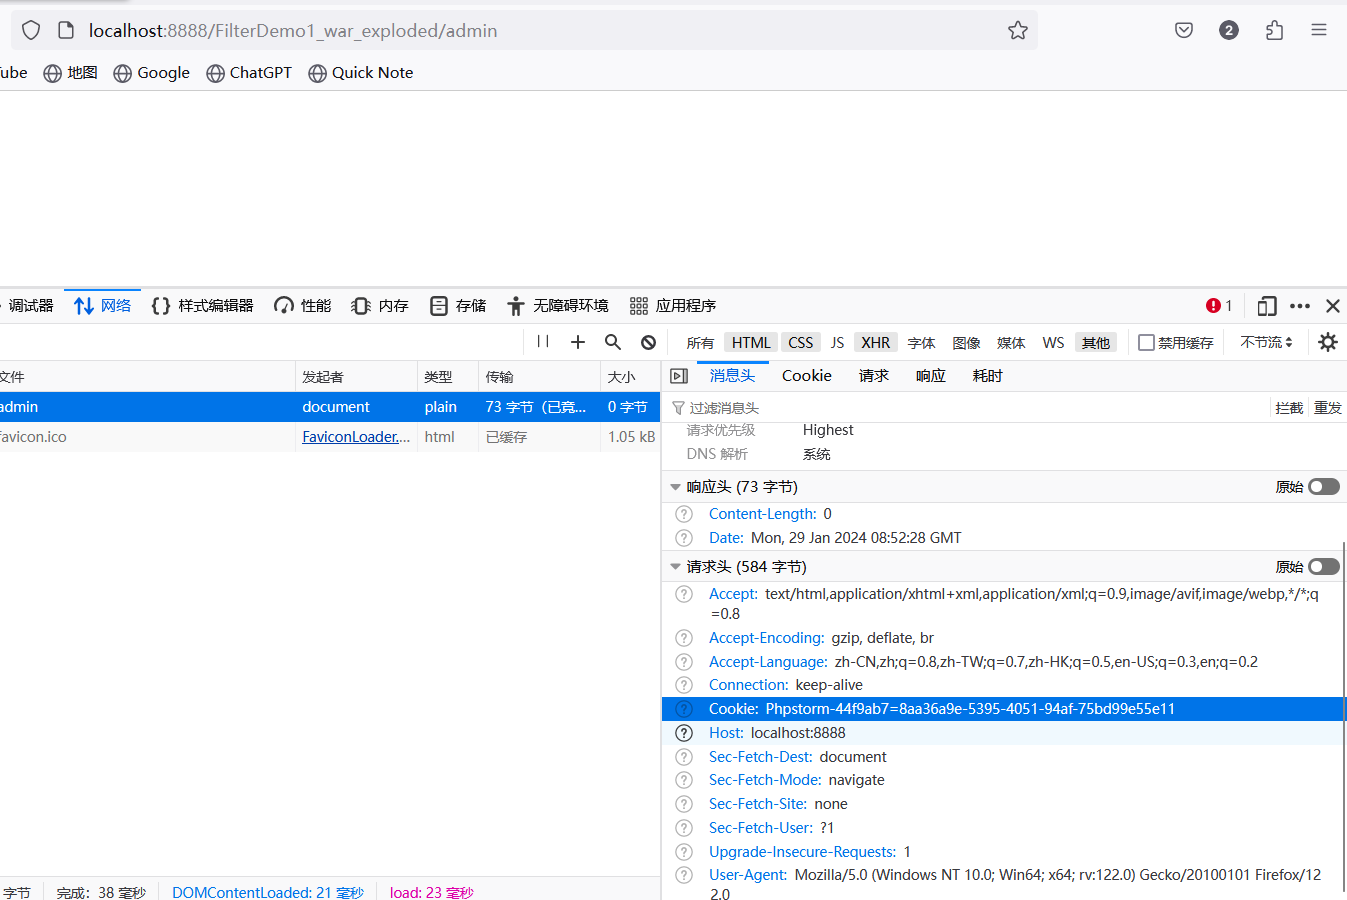 localhost:8888/FilterDemo1_war_exploded/admin
2
ube 地图 Google ChatGPT Quick Note
调试器 网络 样式编辑器 性能 内存 存储 无障碍环境 应用程序 1
所有 HTML CSS JS XHR 字体 图像 媒体 WS 其他 禁用缓存 不节流
文件 发起者 类型 传输 大小
消息头 Cookie 请求 响应 耗时
admin document plain 73 字节（已竞... 0 字节
过滤消息头 拦截 重发
favicon.ico FaviconLoader.... html 已缓存 1.05 kB
请求优先级 Highest
DNS 解析 系统
响应头 (73 字节) 原始
Content-Length: 0
Date: Mon, 29 Jan 2024 08:52:28 GMT
请求头 (584 字节) 原始
Accept: text/html,application/xhtml+xml,application/xml;q=0.9,image/avif,image/webp,*/*;q
=0.8
Accept-Encoding: gzip, deflate, br
Accept-Language: zh-CN,zh;q=0.8,zh-TW;q=0.7,zh-HK;q=0.5,en-US;q=0.3,en;q=0.2
Connection: keep-alive
Cookie: Phpstorm-44f9ab7=8aa36a9e-5395-4051-94af-75bd99e55e11
Host: localhost:8888
Sec-Fetch-Dest: document
Sec-Fetch-Mode: navigate
Sec-Fetch-Site: none
Sec-Fetch-User: ?1
Upgrade-Insecure-Requests: 1
User-Agent: Mozilla/5.0 (Windows NT 10.0; Win64; x64; rv:122.0) Gecko/20100101 Firefox/12
2.0
字节 完成：38 毫秒 DOMContentLoaded: 21 毫秒 load: 23 毫秒